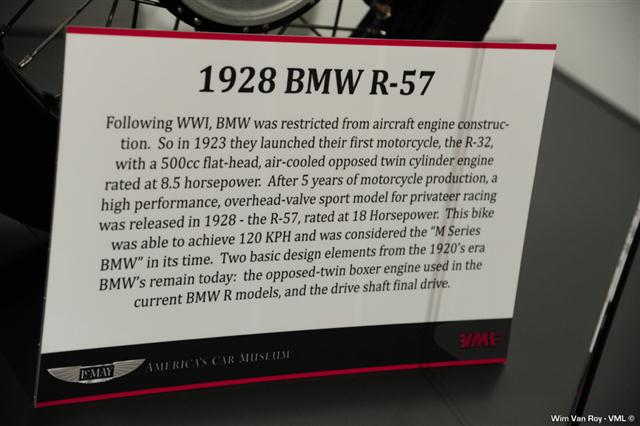 1928 BMW R-57
Following WWI, BMW was restricted from aircraft engine construc-
tion. So in 1923 they launched their first motorcycle, the R-32,
with a 500cc flat-head, air-cooled opposed twin cylinder engine
rated at 8.5 horsepower. After 5 years of motorcycle production, a
high performance, overhead-valve sport model for privateer racing
was released in 1928 - the R-57, rated at 18 Horsepower. This bike
was able to achieve 120 KPH and was considered the "M Series
BMW" in its time. Two basic design elements from the 1920's era
BMW's remain today: the opposed-twin boxer engine used in the
current BMW R models, and the drive shaft final drive.
LeMAY AMERICA'S CAR MUSEUM
VME
Wim Van Roy - VML ©